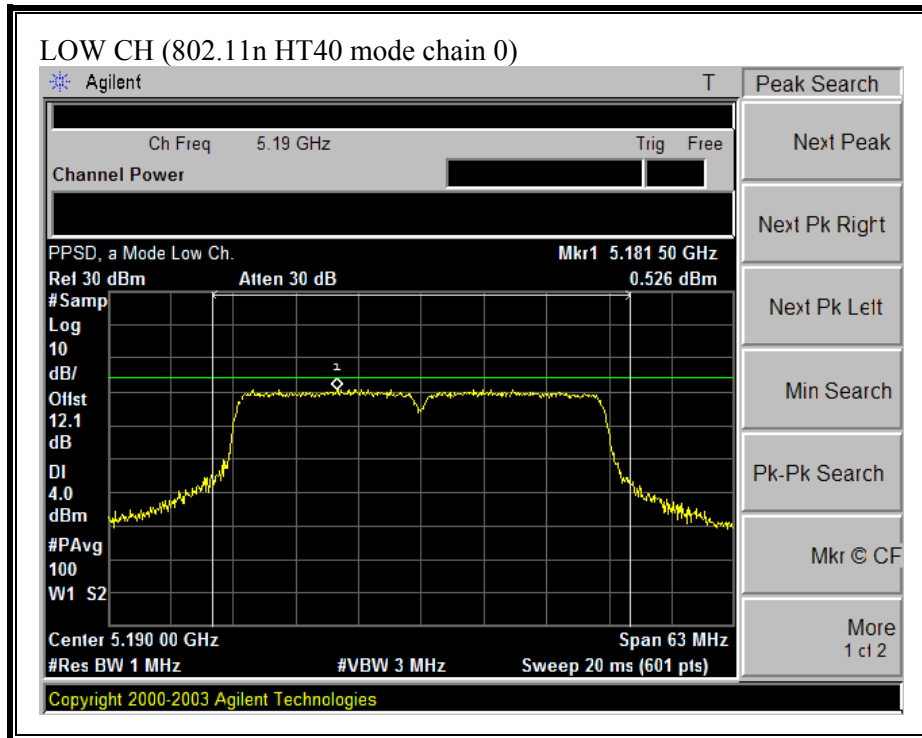 LOW CH (802.11n HT40 mode chain 0)
Agilent T Peak Search
Ch Freq 5.19 GHz Trig Free
Channel Power
Next Peak
Next Pk Right
PPSD, a Mode Low Ch. Mkr1 5.181 50 GHz
Ref 30 dBm Atten 30 dB 0.526 dBm
#Samp
Log
10
dB/
Offst
12.1
dB
DI
4.0
dBm
#PAvg
100
W1 S2
1
Next Pk Left
Min Search
Pk-Pk Search
Mkr © CF
More
1 of 2
Center 5.190 00 GHz Span 63 MHz
#Res BW 1 MHz #VBW 3 MHz Sweep 20 ms (601 pts)
Copyright 2000-2003 Agilent Technologies